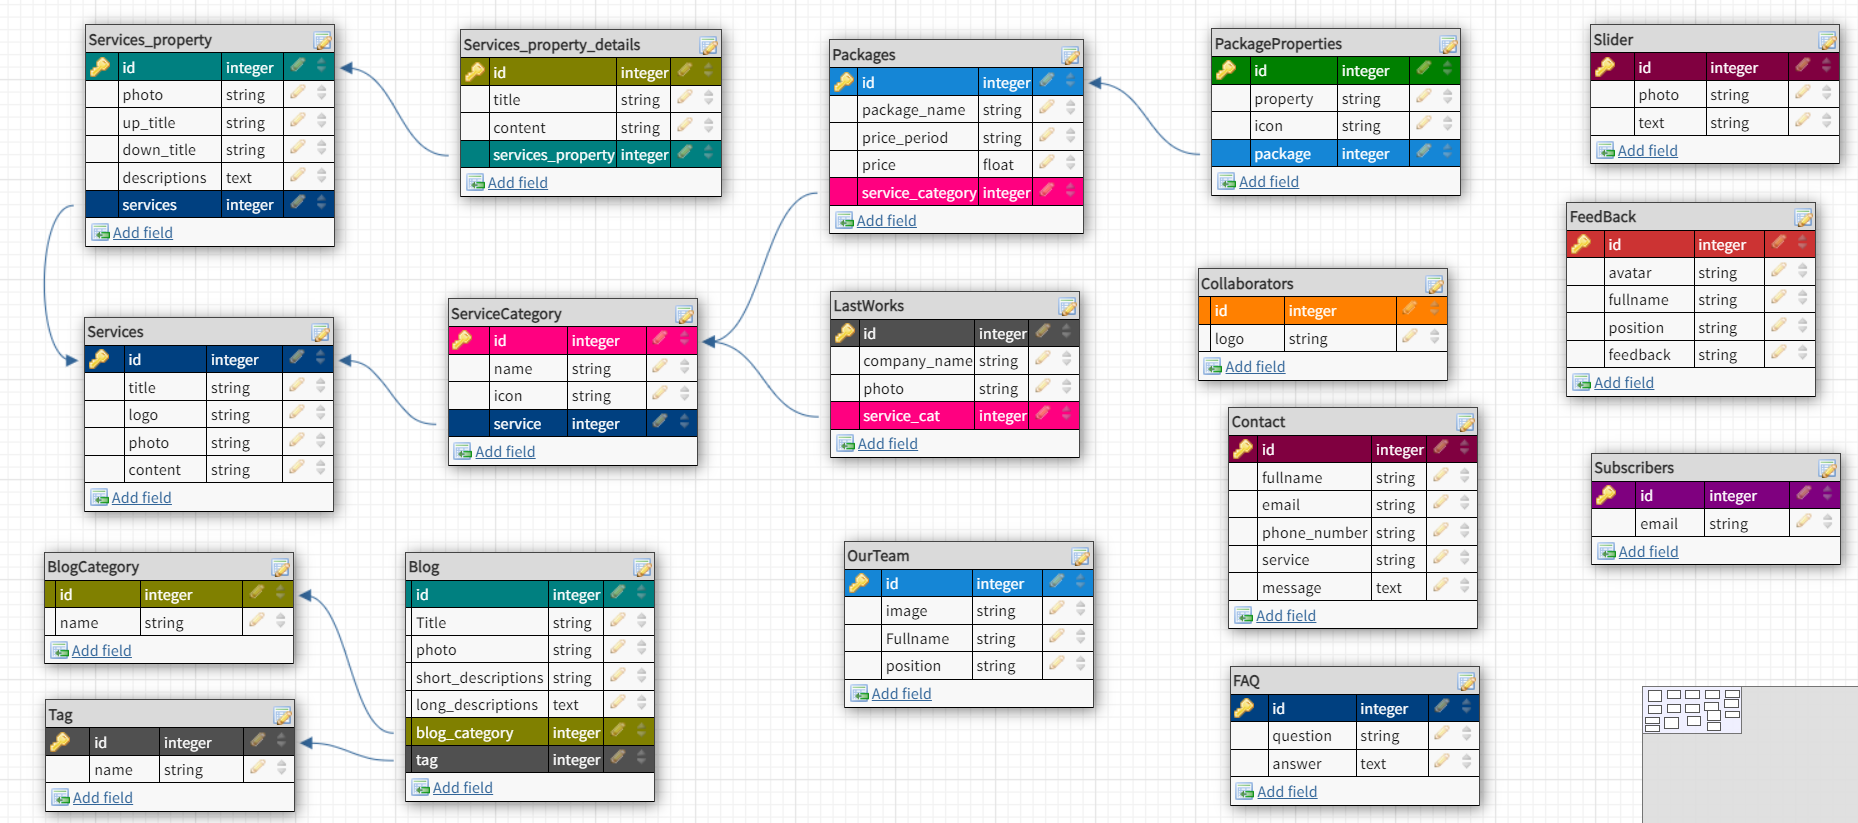 Services_property
id integer
photo string
up_title string
down_title string
descriptions text
services integer
Add field
Services_property_details
id integer
title string
content string
services_property integer
Add field
Packages
id integer
package_name string
price_period string
price float
service_category integer
Add field
PackageProperties
id integer
property string
icon string
package integer
Add field
Slider
id integer
photo string
text string
Add field
FeedBack
id integer
avatar string
fullname string
position string
feedback string
Add field
Services
id integer
title string
logo string
photo string
content string
Add field
ServiceCategory
id integer
name string
icon string
service integer
Add field
LastWorks
id integer
company_name string
photo string
service_cat integer
Add field
Collaborators
id integer
logo string
Add field
Contact
id integer
fullname string
email string
phone_number string
service string
message text
Add field
Subscribers
id integer
email string
Add field
BlogCategory
id integer
name string
Add field
Blog
id integer
Title string
photo string
short_descriptions string
long_descriptions text
blog_category integer
tag integer
Add field
OurTeam
id integer
image string
Fullname string
position string
Add field
Tag
id integer
name string
Add field
FAQ
id integer
question string
answer text
Add field